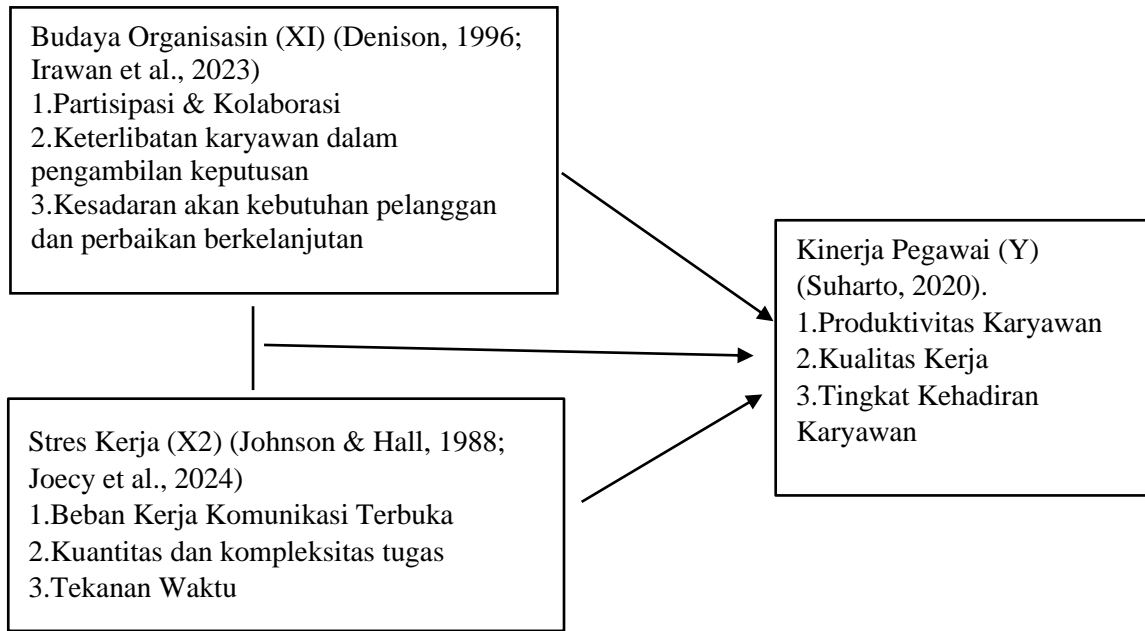 Budaya Organisasin (XI) (Denison, 1996;
Irawan et al., 2023)
1.Partisipasi & Kolaborasi
2.Keterlibatan karyawan dalam
pengambilan keputusan
3.Kesadaran akan kebutuhan pelanggan
dan perbaikan berkelanjutan
Stres Kerja (X2) (Johnson & Hall, 1988;
Joecy et al., 2024)
1.Beban Kerja Komunikasi Terbuka
2.Kuantitas dan kompleksitas tugas
3.Tekanan Waktu
Kinerja Pegawai (Y)
(Suharto, 2020).
1.Produktivitas Karyawan
2.Kualitas Kerja
3.Tingkat Kehadiran
Karyawan